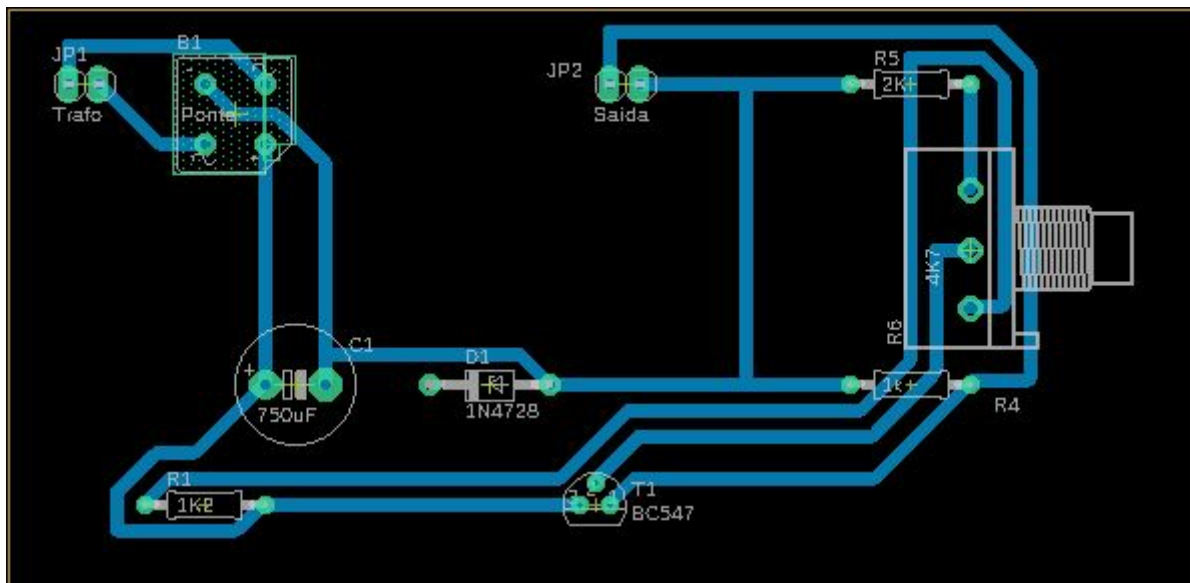 JP1
B1
Trafo
Ponte
JP2
Saida
R5
2K
4K7
R6
C1
750uF
D1
1N4728
R4
R1
1K2
T1
BC547